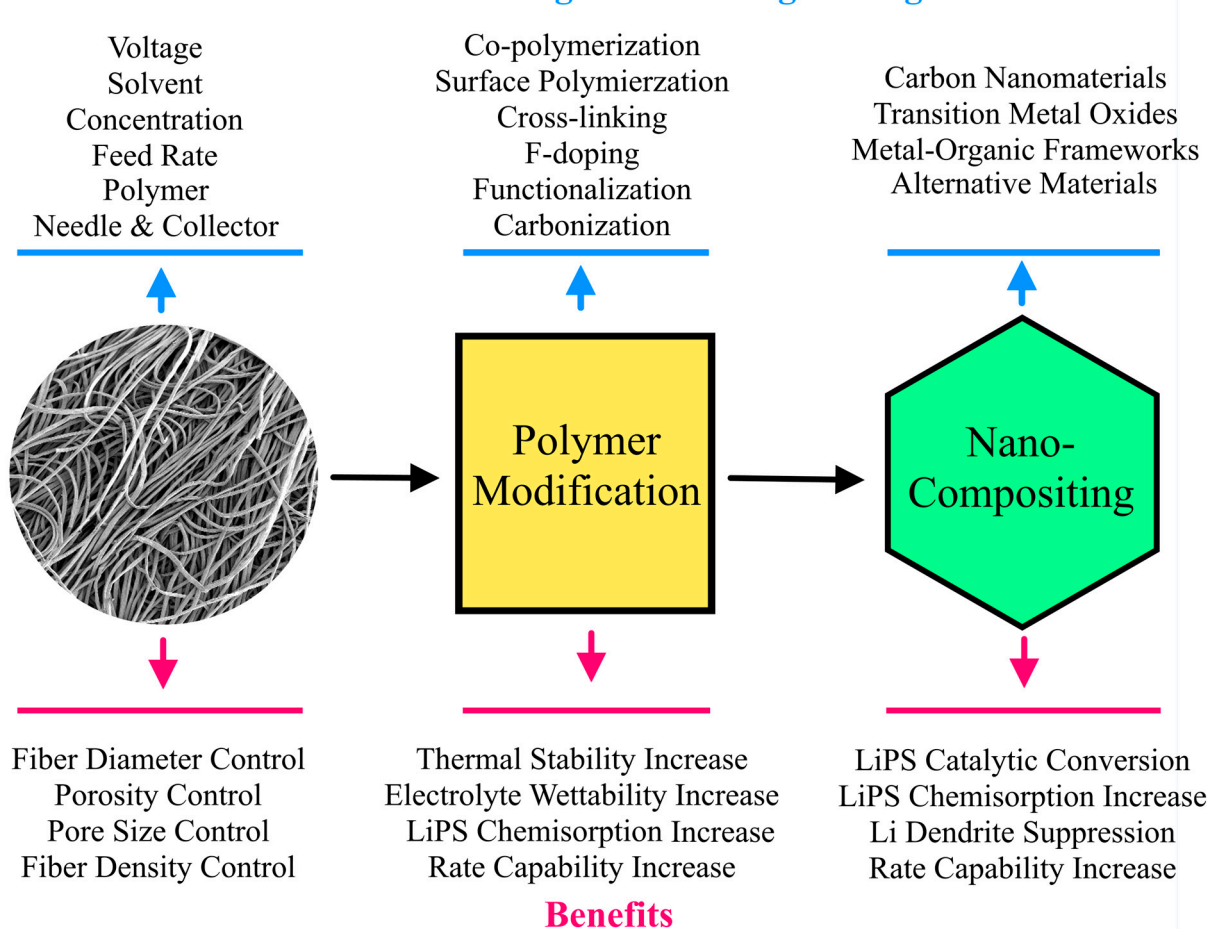 Voltage
Solvent
Concentration
Feed Rate
Polymer
Needle & Collector
Co-polymerization
Surface Polymierzation
Cross-linking
F-doping
Functionalization
Carbonization
Carbon Nanomaterials
Transition Metal Oxides
Metal-Organic Frameworks
Alternative Materials
Polymer
Modification
Nano-
Compositing
Fiber Diameter Control
Porosity Control
Pore Size Control
Fiber Density Control
Thermal Stability Increase
Electrolyte Wettability Increase
LiPS Chemisorption Increase
Rate Capability Increase
LiPS Catalytic Conversion
LiPS Chemisorption Increase
Li Dendrite Suppression
Rate Capability Increase
Benefits